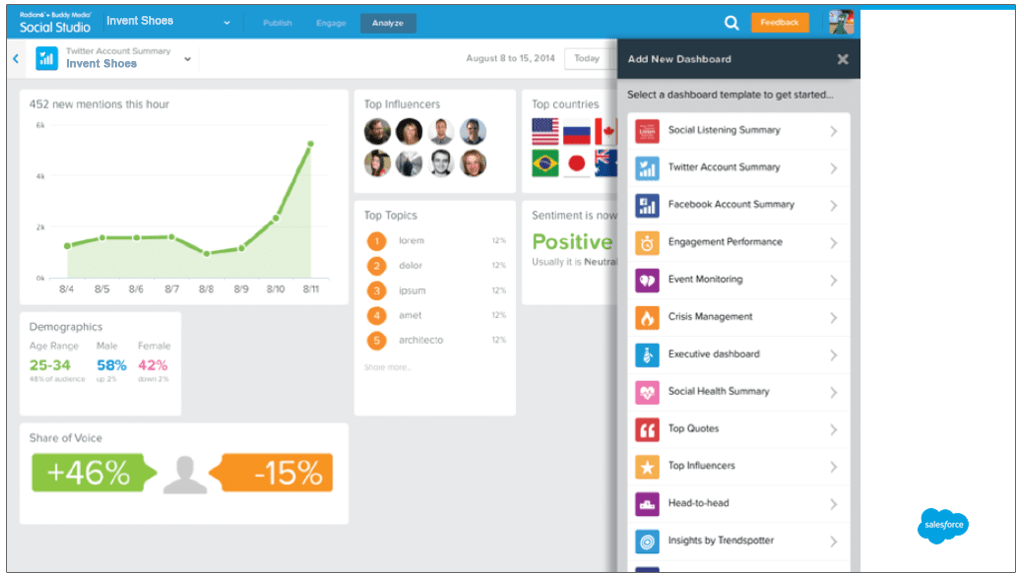 Radian6 + Buddy Media
Social Studio
Invent Shoes
Publish
Engage
Analyze
Feedback
Twitter Account Summary
Invent Shoes
August 8 to 15, 2014
Today
452 new mentions this hour
6k
4k
2k
0k
8/4 8/5 8/6 8/7 8/8 8/9 8/10 8/11
Top Influencers
Top countries
Top Topics
1 lorem 12%
2 dolor 12%
3 ipsum 12%
4 amet 12%
5 architecto 12%
Show more...
Sentiment is now
Positive
Usually it is Neutral
Demographics
Age Range Male Female
25-34 58% 42%
48% of audience up 2% down 2%
Share of Voice
+46% -15%
Add New Dashboard
Select a dashboard template to get started...
Social Listening Summary
Twitter Account Summary
Facebook Account Summary
Engagement Performance
Event Monitoring
Crisis Management
Executive dashboard
Social Health Summary
Top Quotes
Top Influencers
Head-to-head
Insights by Trendspotter
salesforce